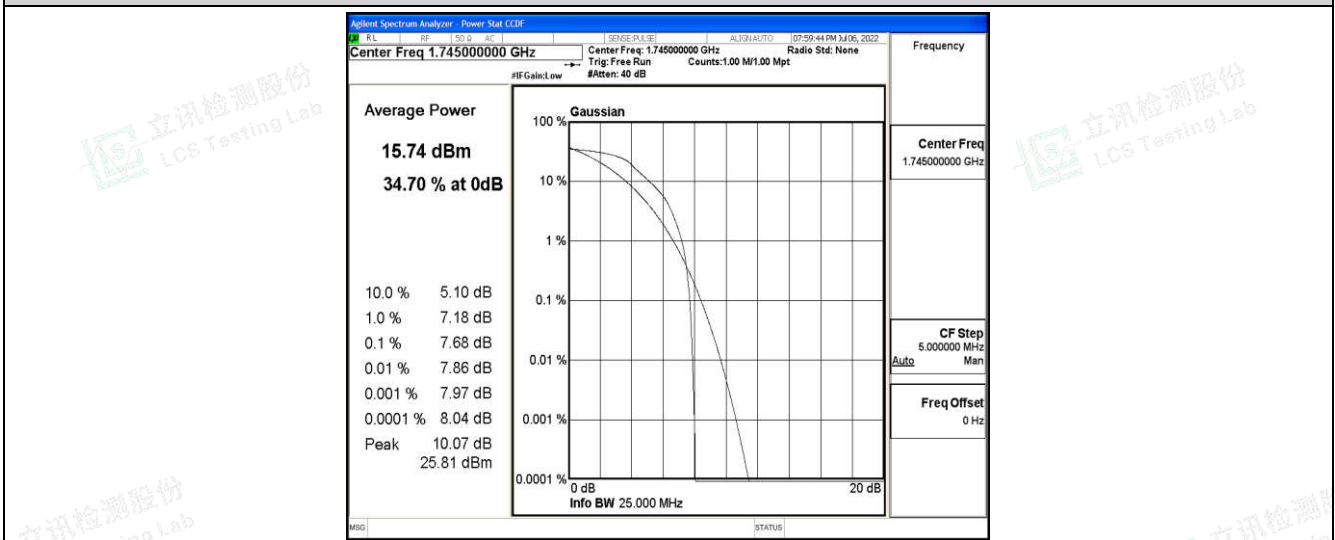 Agilent Spectrum Analyzer - Power Stat CCDF
RL RF 50 Ω AC SENSE:PULSE ALIGN AUTO 07:59:44 PM Jul 06, 2022
Center Freq 1.745000000 GHz
Center Freq: 1.745000000 GHz Radio Std: None
Trig: Free Run Counts:1.00 M/1.00 Mpt
#IFGain:Low #Atten: 40 dB
Frequency
Average Power
15.74 dBm
34.70 % at 0dB
10.0 % 5.10 dB
1.0 % 7.18 dB
0.1 % 7.68 dB
0.01 % 7.86 dB
0.001 % 7.97 dB
0.0001 % 8.04 dB
Peak 10.07 dB
25.81 dBm
Gaussian
100 %
10 %
1 %
0.1 %
0.01 %
0.001 %
0.0001 %
0 dB 20 dB
Info BW 25.000 MHz
Center Freq
1.745000000 GHz
CF Step
5.000000 MHz
Auto Man
Freq Offset
0 Hz
MSG STATUS
立讯检测股份
LCS Testing Lab
立讯检测股份
LCS Testing Lab
立讯检测股份